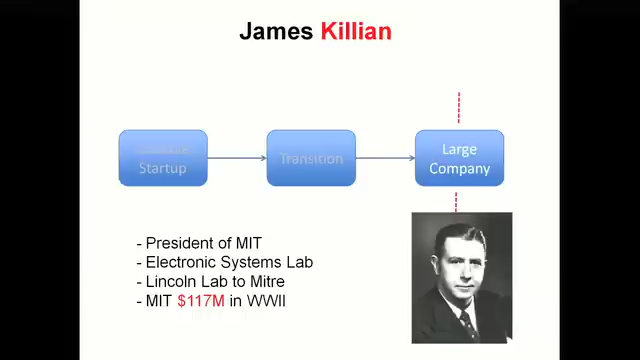 James Killian
Startup
Transition
Large
Company
- President of MIT
- Electronic Systems Lab
- Lincoln Lab to Mitre
- MIT $117M in WWII